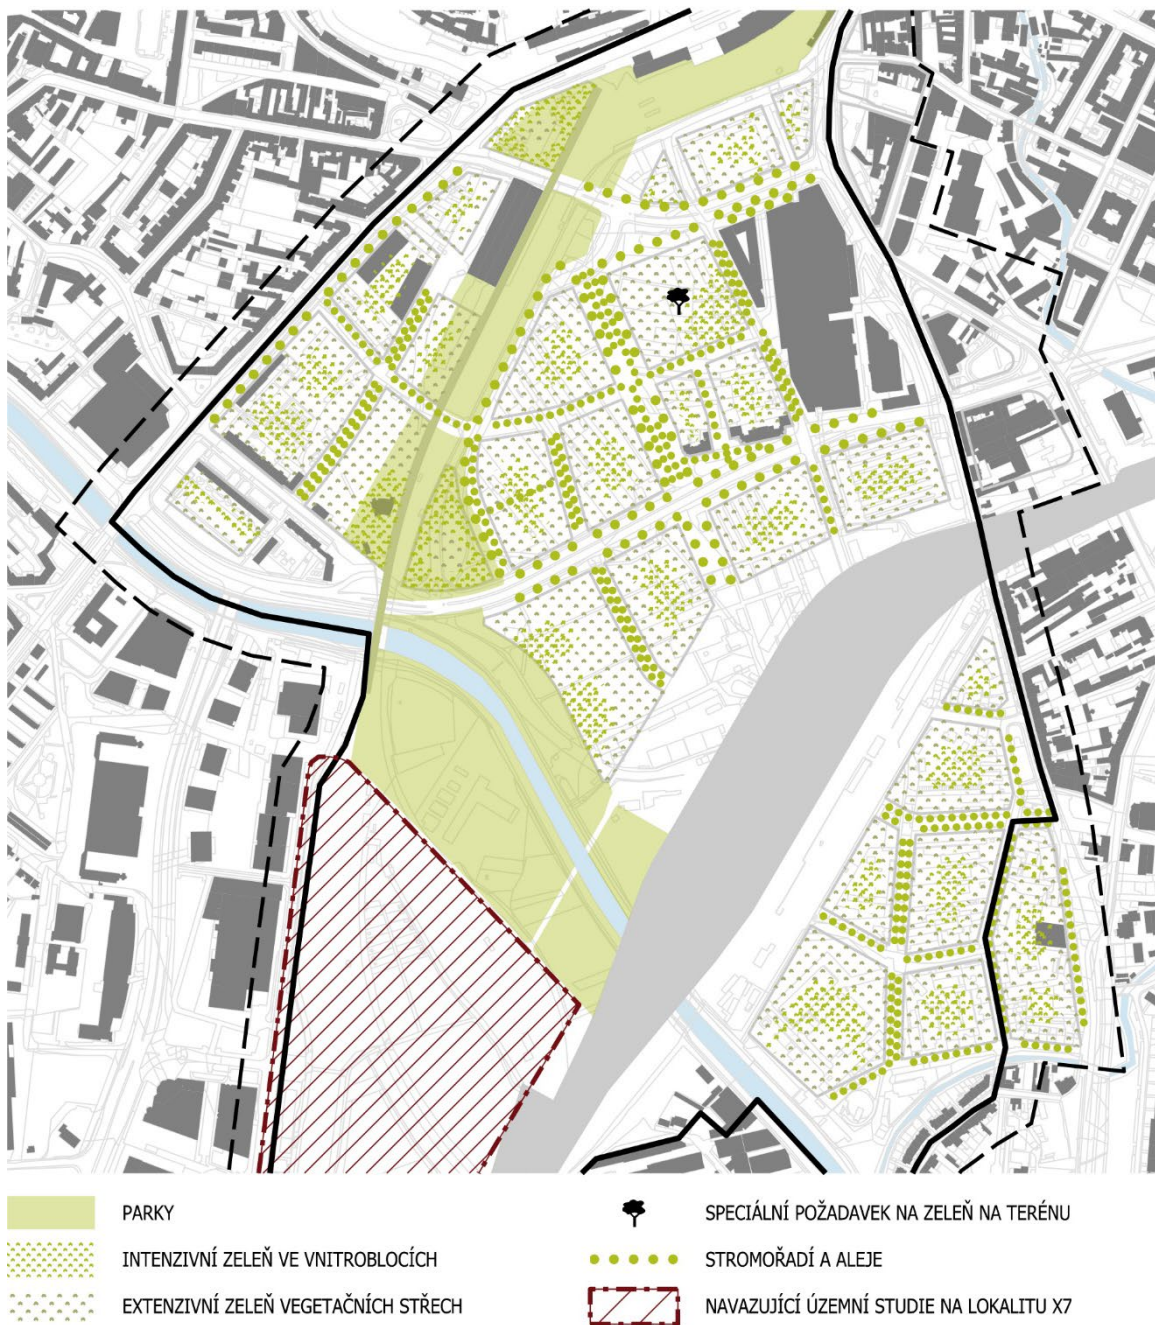 PARKY
INTENZIVNÍ ZELEŇ VE VNITROBLOCÍCH
EXTENZIVNÍ ZELEŇ VEGETAČNÍCH STŘECH
SPECIÁLNÍ POŽADAVEK NA ZELEŇ NA TERÉNU
STROMOŘADÍ A ALEJE
NAVAZUJÍCÍ ÚZEMNÍ STUDIE NA LOKALITU X7